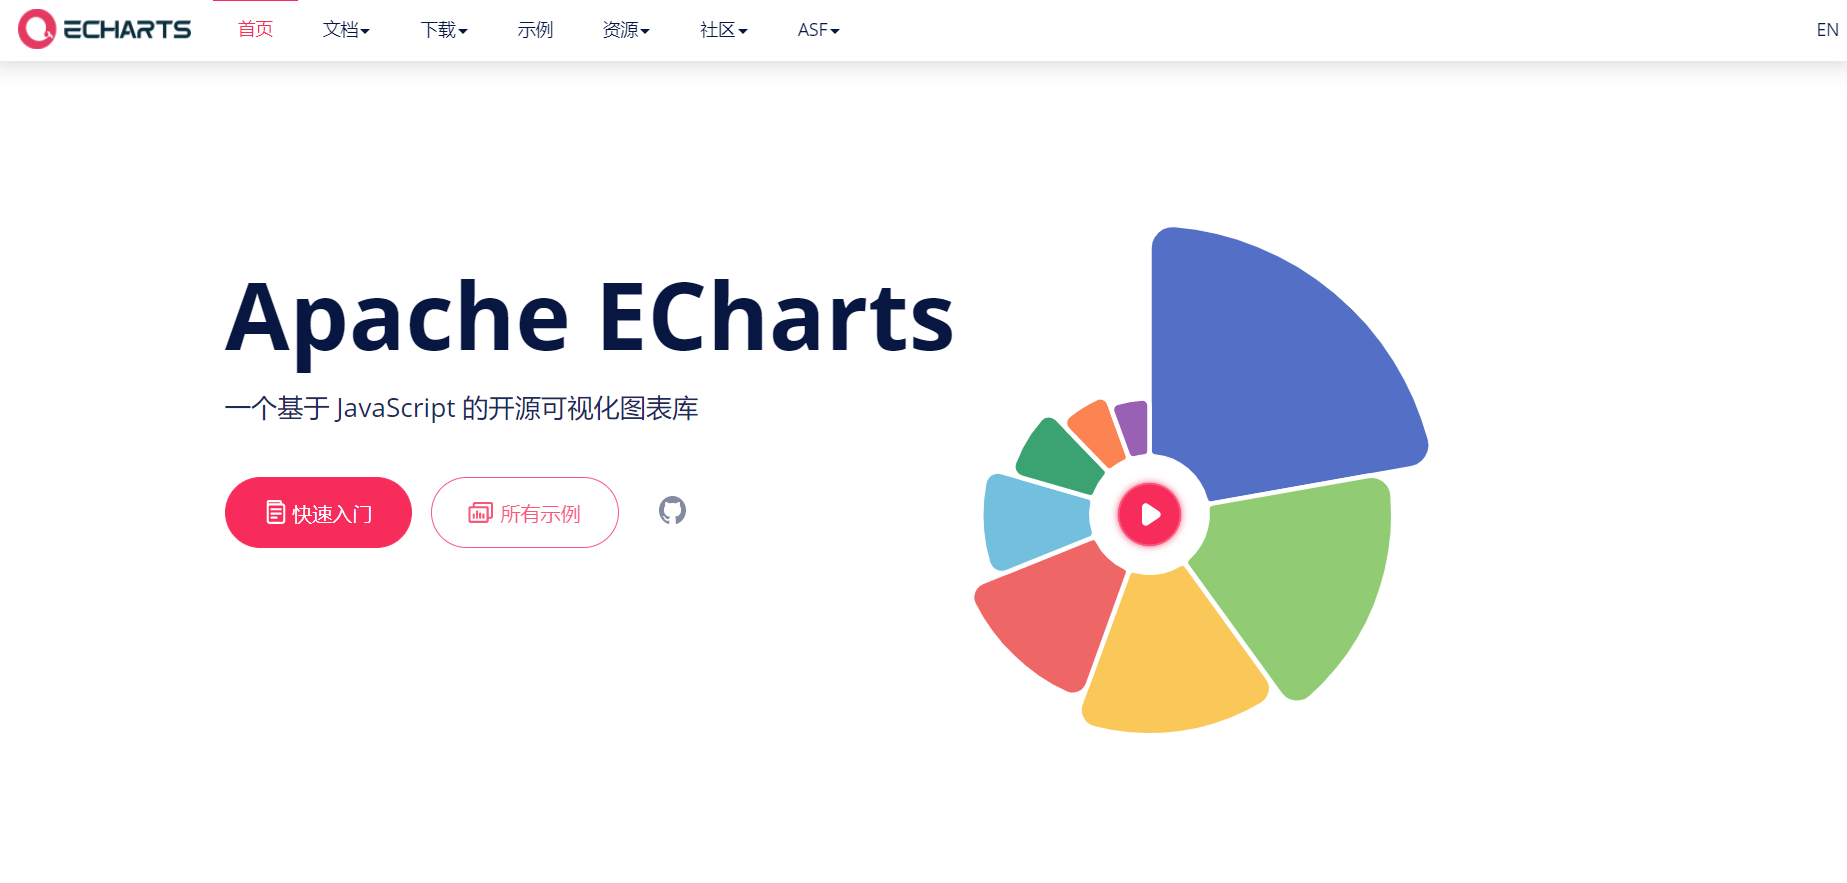 ECHARTS
首页
文档
下载
示例
资源
社区
ASF
EN
Apache ECharts
一个基于 JavaScript 的开源可视化图表库
快速入门
所有示例